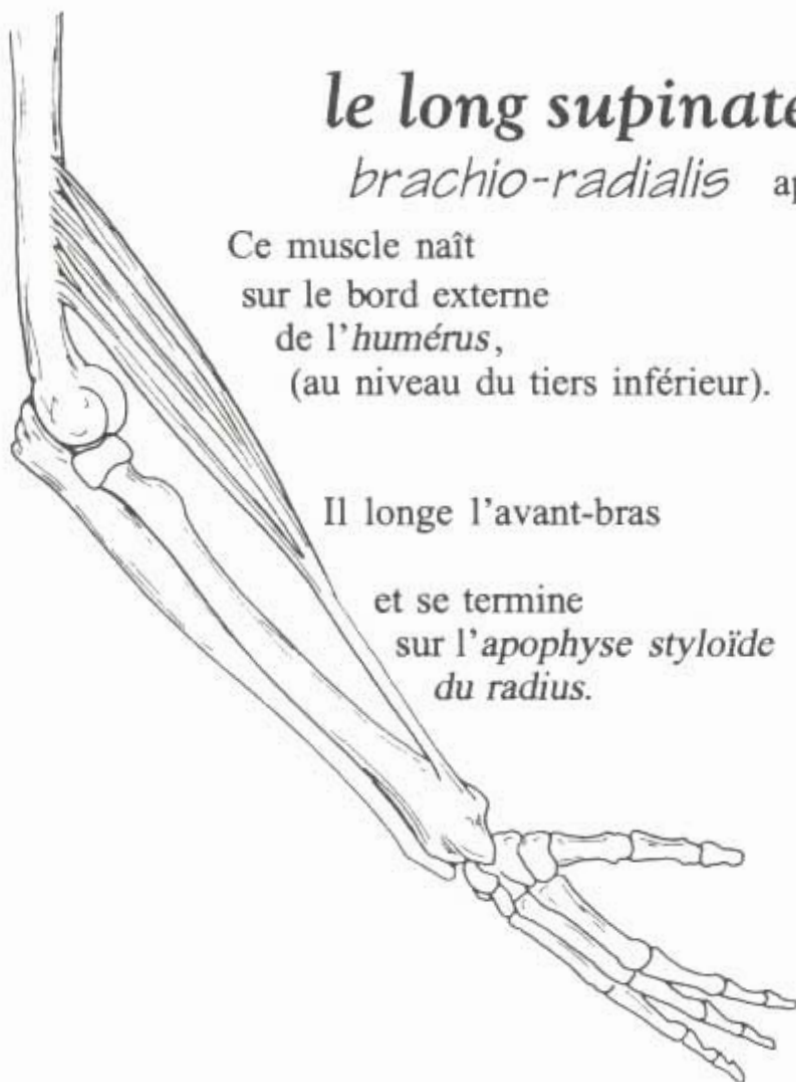 le long supinate
brachio-radialis ap
Ce muscle naît
sur le bord externe
de l'humérus,
(au niveau du tiers inférieur).
Il longe l'avant-bras
et se termine
sur l'apophyse styloïde
du radius.